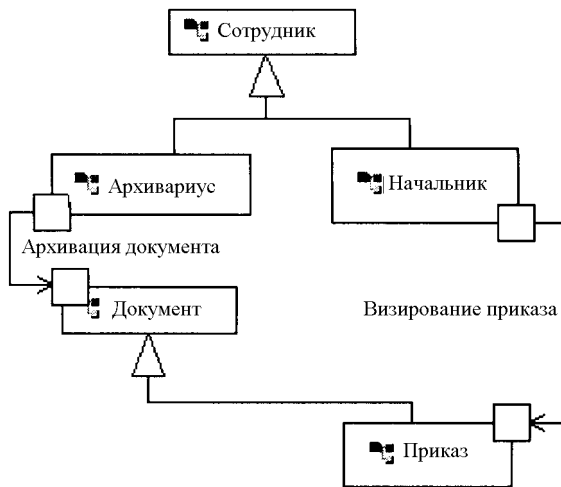 Сотрудник
Архивариус
Начальник
Архивация документа
Документ
Визирование приказа
Приказ